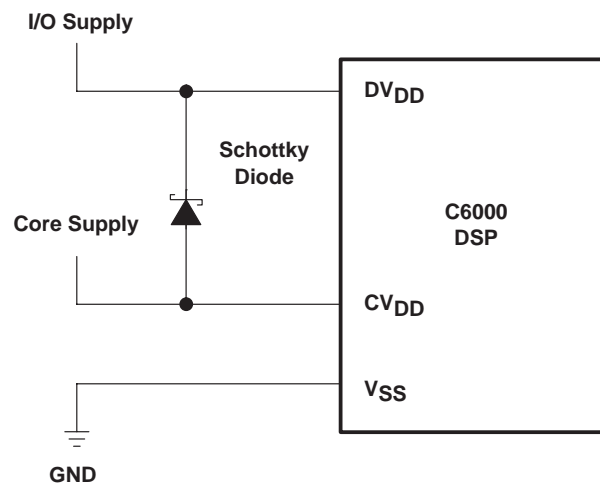 I/O Supply
DVDD
Schottky
Diode
C6000
DSP
Core Supply
CVDD
VSS
GND